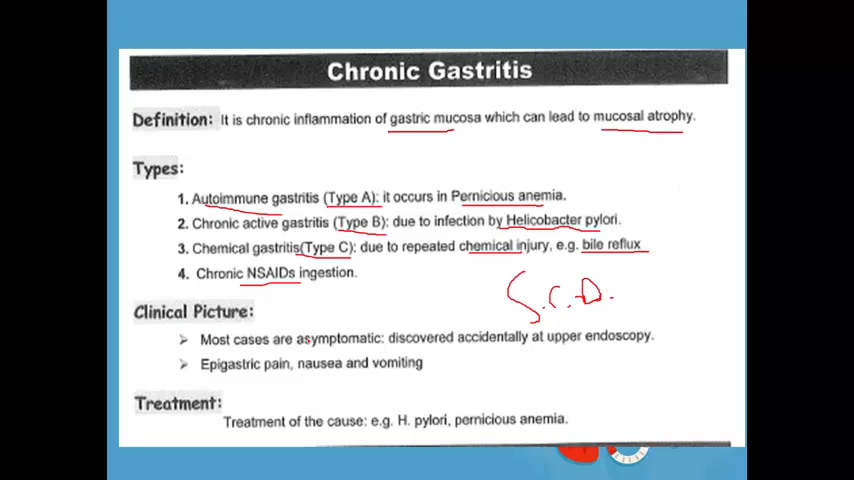 Chronic Gastritis
Definition: It is chronic inflammation of gastric mucosa which can lead to mucosal atrophy.
Types:
1. Autoimmune gastritis (Type A): it occurs in Pernicious anemia.
2. Chronic active gastritis (Type B): due to infection by Helicobacter pylori.
3. Chemical gastritis(Type C): due to repeated chemical injury, e.g. bile reflux
4. Chronic NSAIDs ingestion.
S.C.D.
Clinical Picture:
➢ Most cases are asymptomatic: discovered accidentally at upper endoscopy.
➢ Epigastric pain, nausea and vomiting
Treatment:
Treatment of the cause: e.g. H. pylori, pernicious anemia.